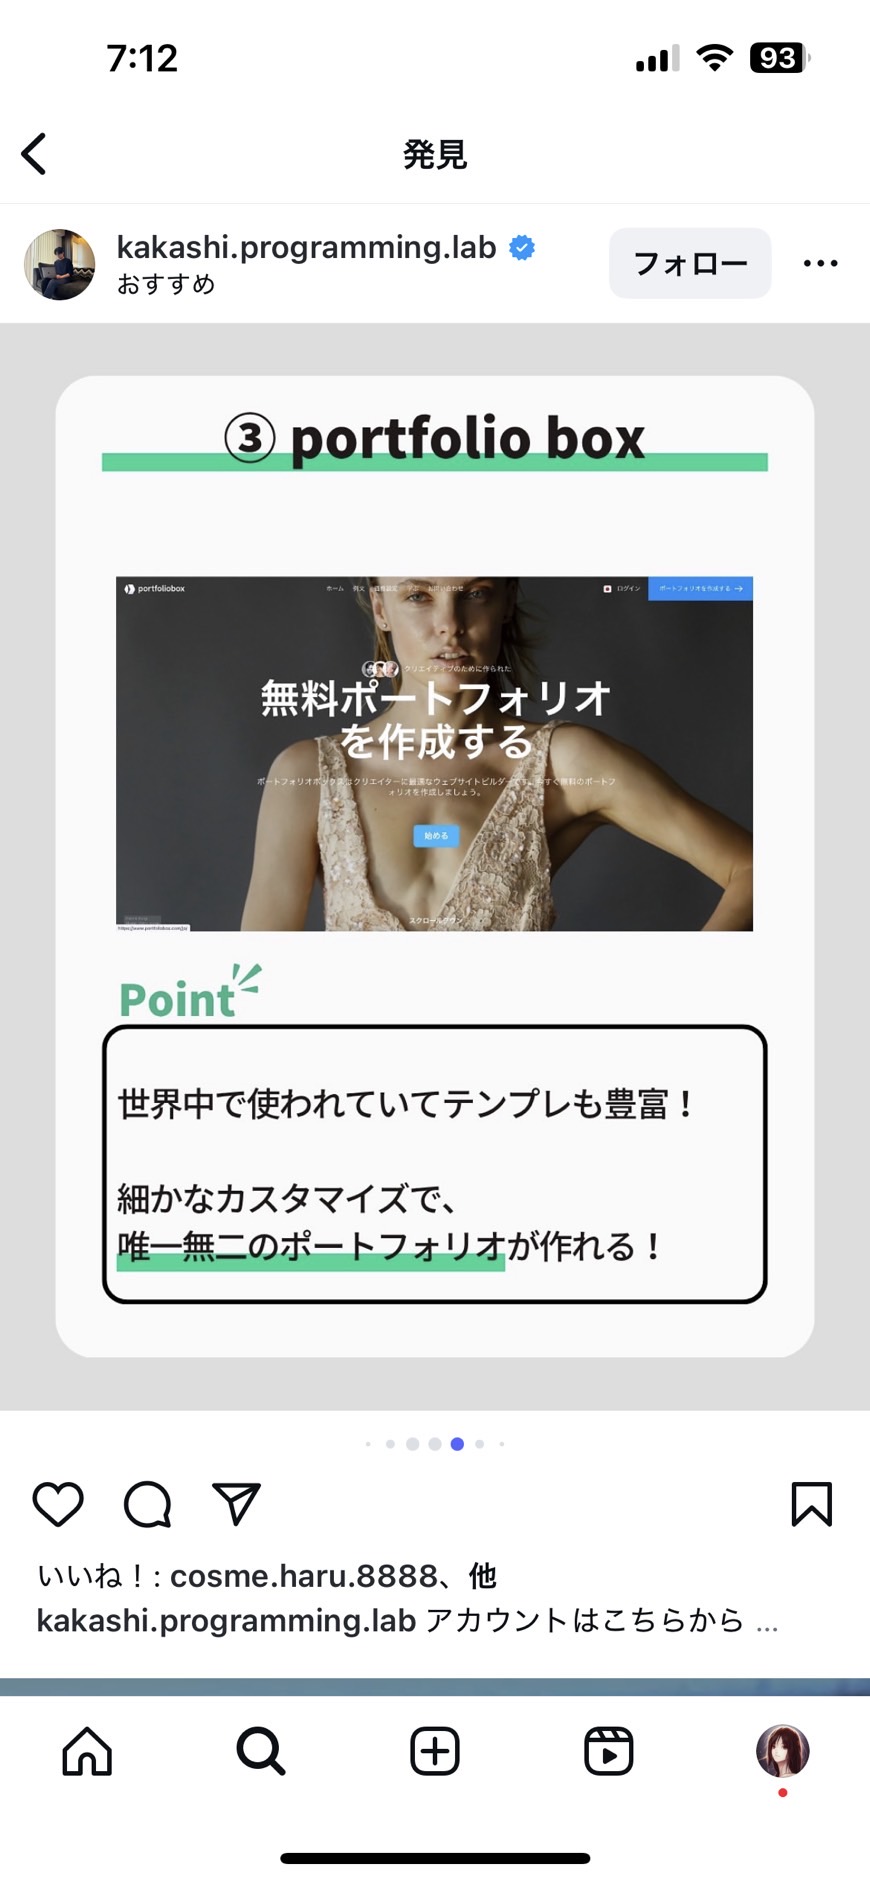 7:12
93
発見
kakashi.programming.lab
おすすめ
フォロー
③ portfolio box
portfoliobox
ホーム
例文
お問い合わせ
ログイン
ポートフォリオを作成する →
クリエイティブのために作られた
無料ポートフォリオ
を作成する
ポートフォリオボックスはクリエイターに最適なウェブサイトビルダーです。今すぐ無料のポートフ
ォリオを作成しましょう。
始める
スクロールダウン
Point
世界中で使われていてテンプレも豊富！
細かなカスタマイズで、
唯一無二のポートフォリオが作れる！
いいね！: cosme.haru.8888、他
kakashi.programming.lab アカウントはこちらから ...